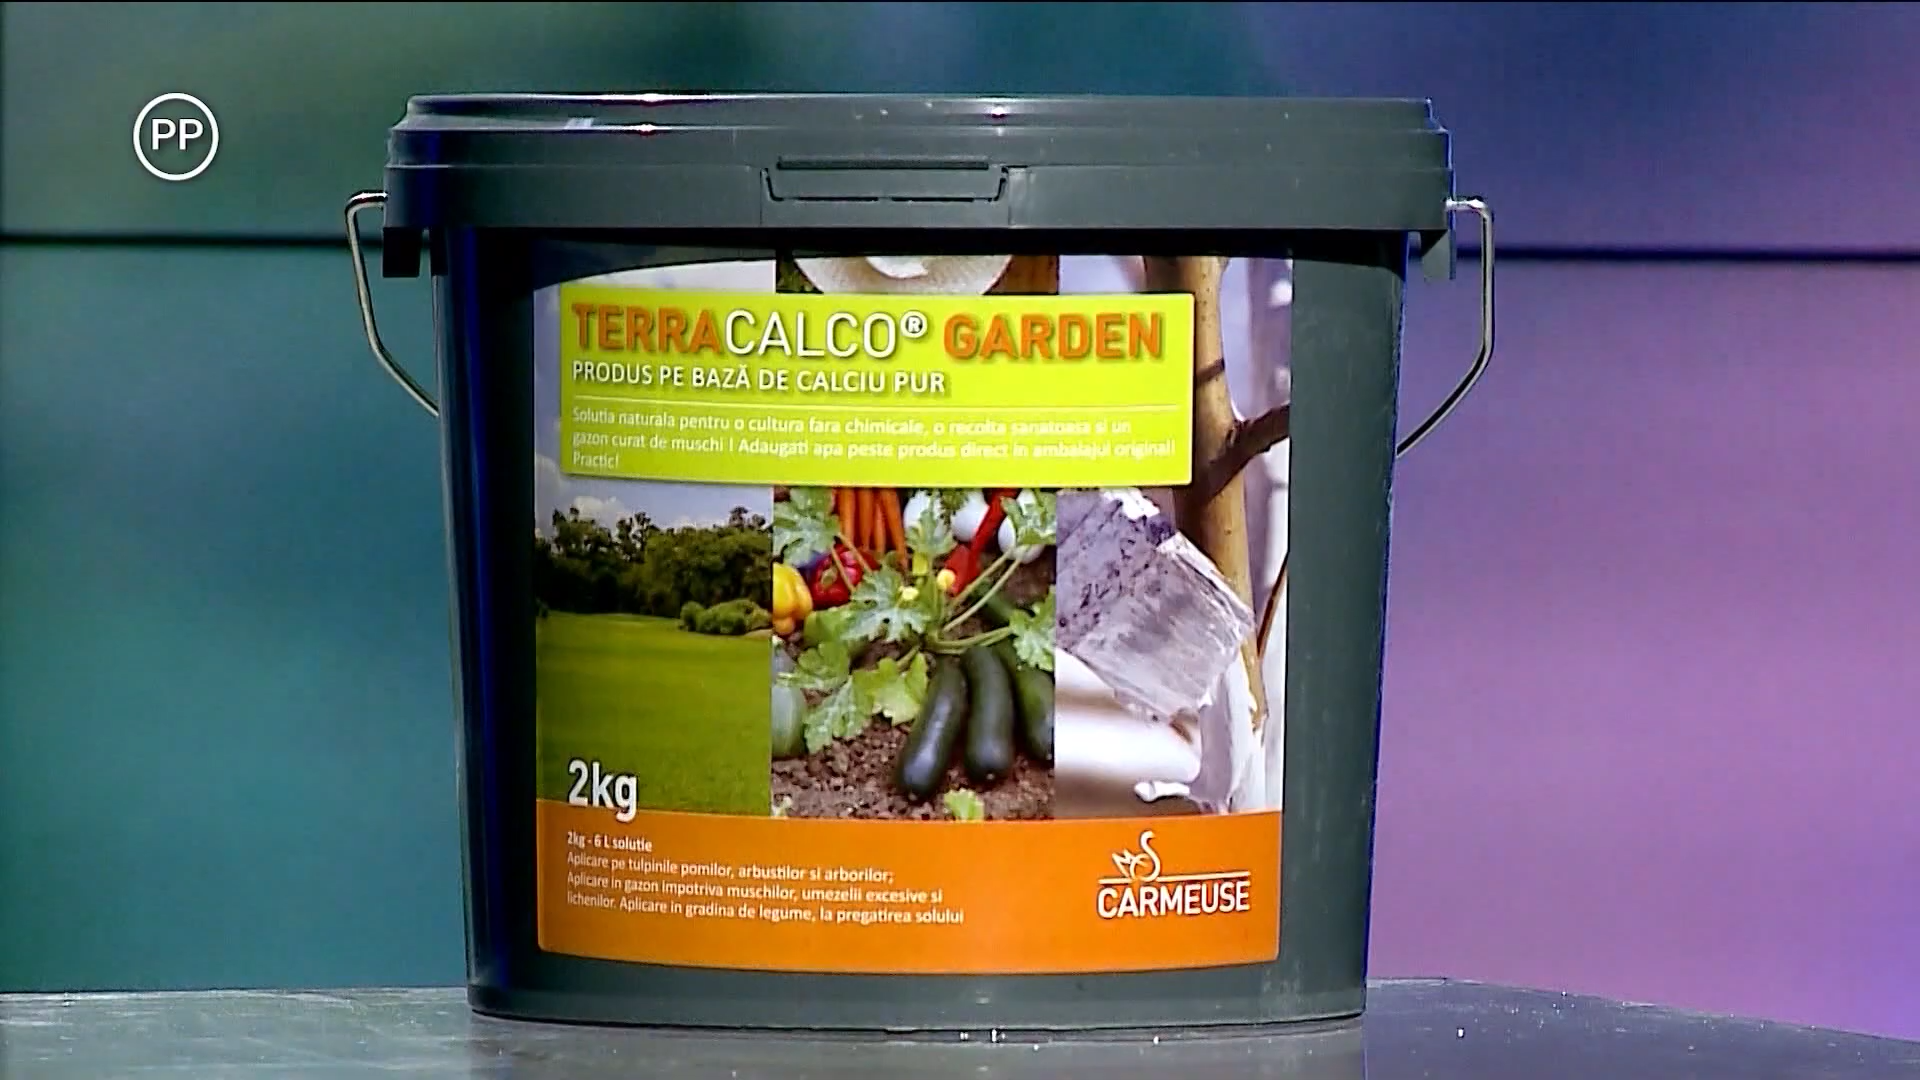 PP
TERRACALCO® GARDEN
PRODUS PE BAZĂ DE CALCIU PUR
Solutia naturala pentru o cultura fara chimicale, o recolta sanatoasa si un
gazon curat de muschi ! Adaugati apa peste produs direct in ambalajul original!
Practic!
2kg
2kg - 6 L solutie
Aplicare pe tulpinile pomilor, arbustilor si arborilor;
Aplicare in gazon impotriva muschilor, umezelii excesive si
lichenilor. Aplicare in gradina de legume, la pregatirea solului
CARMEUSE